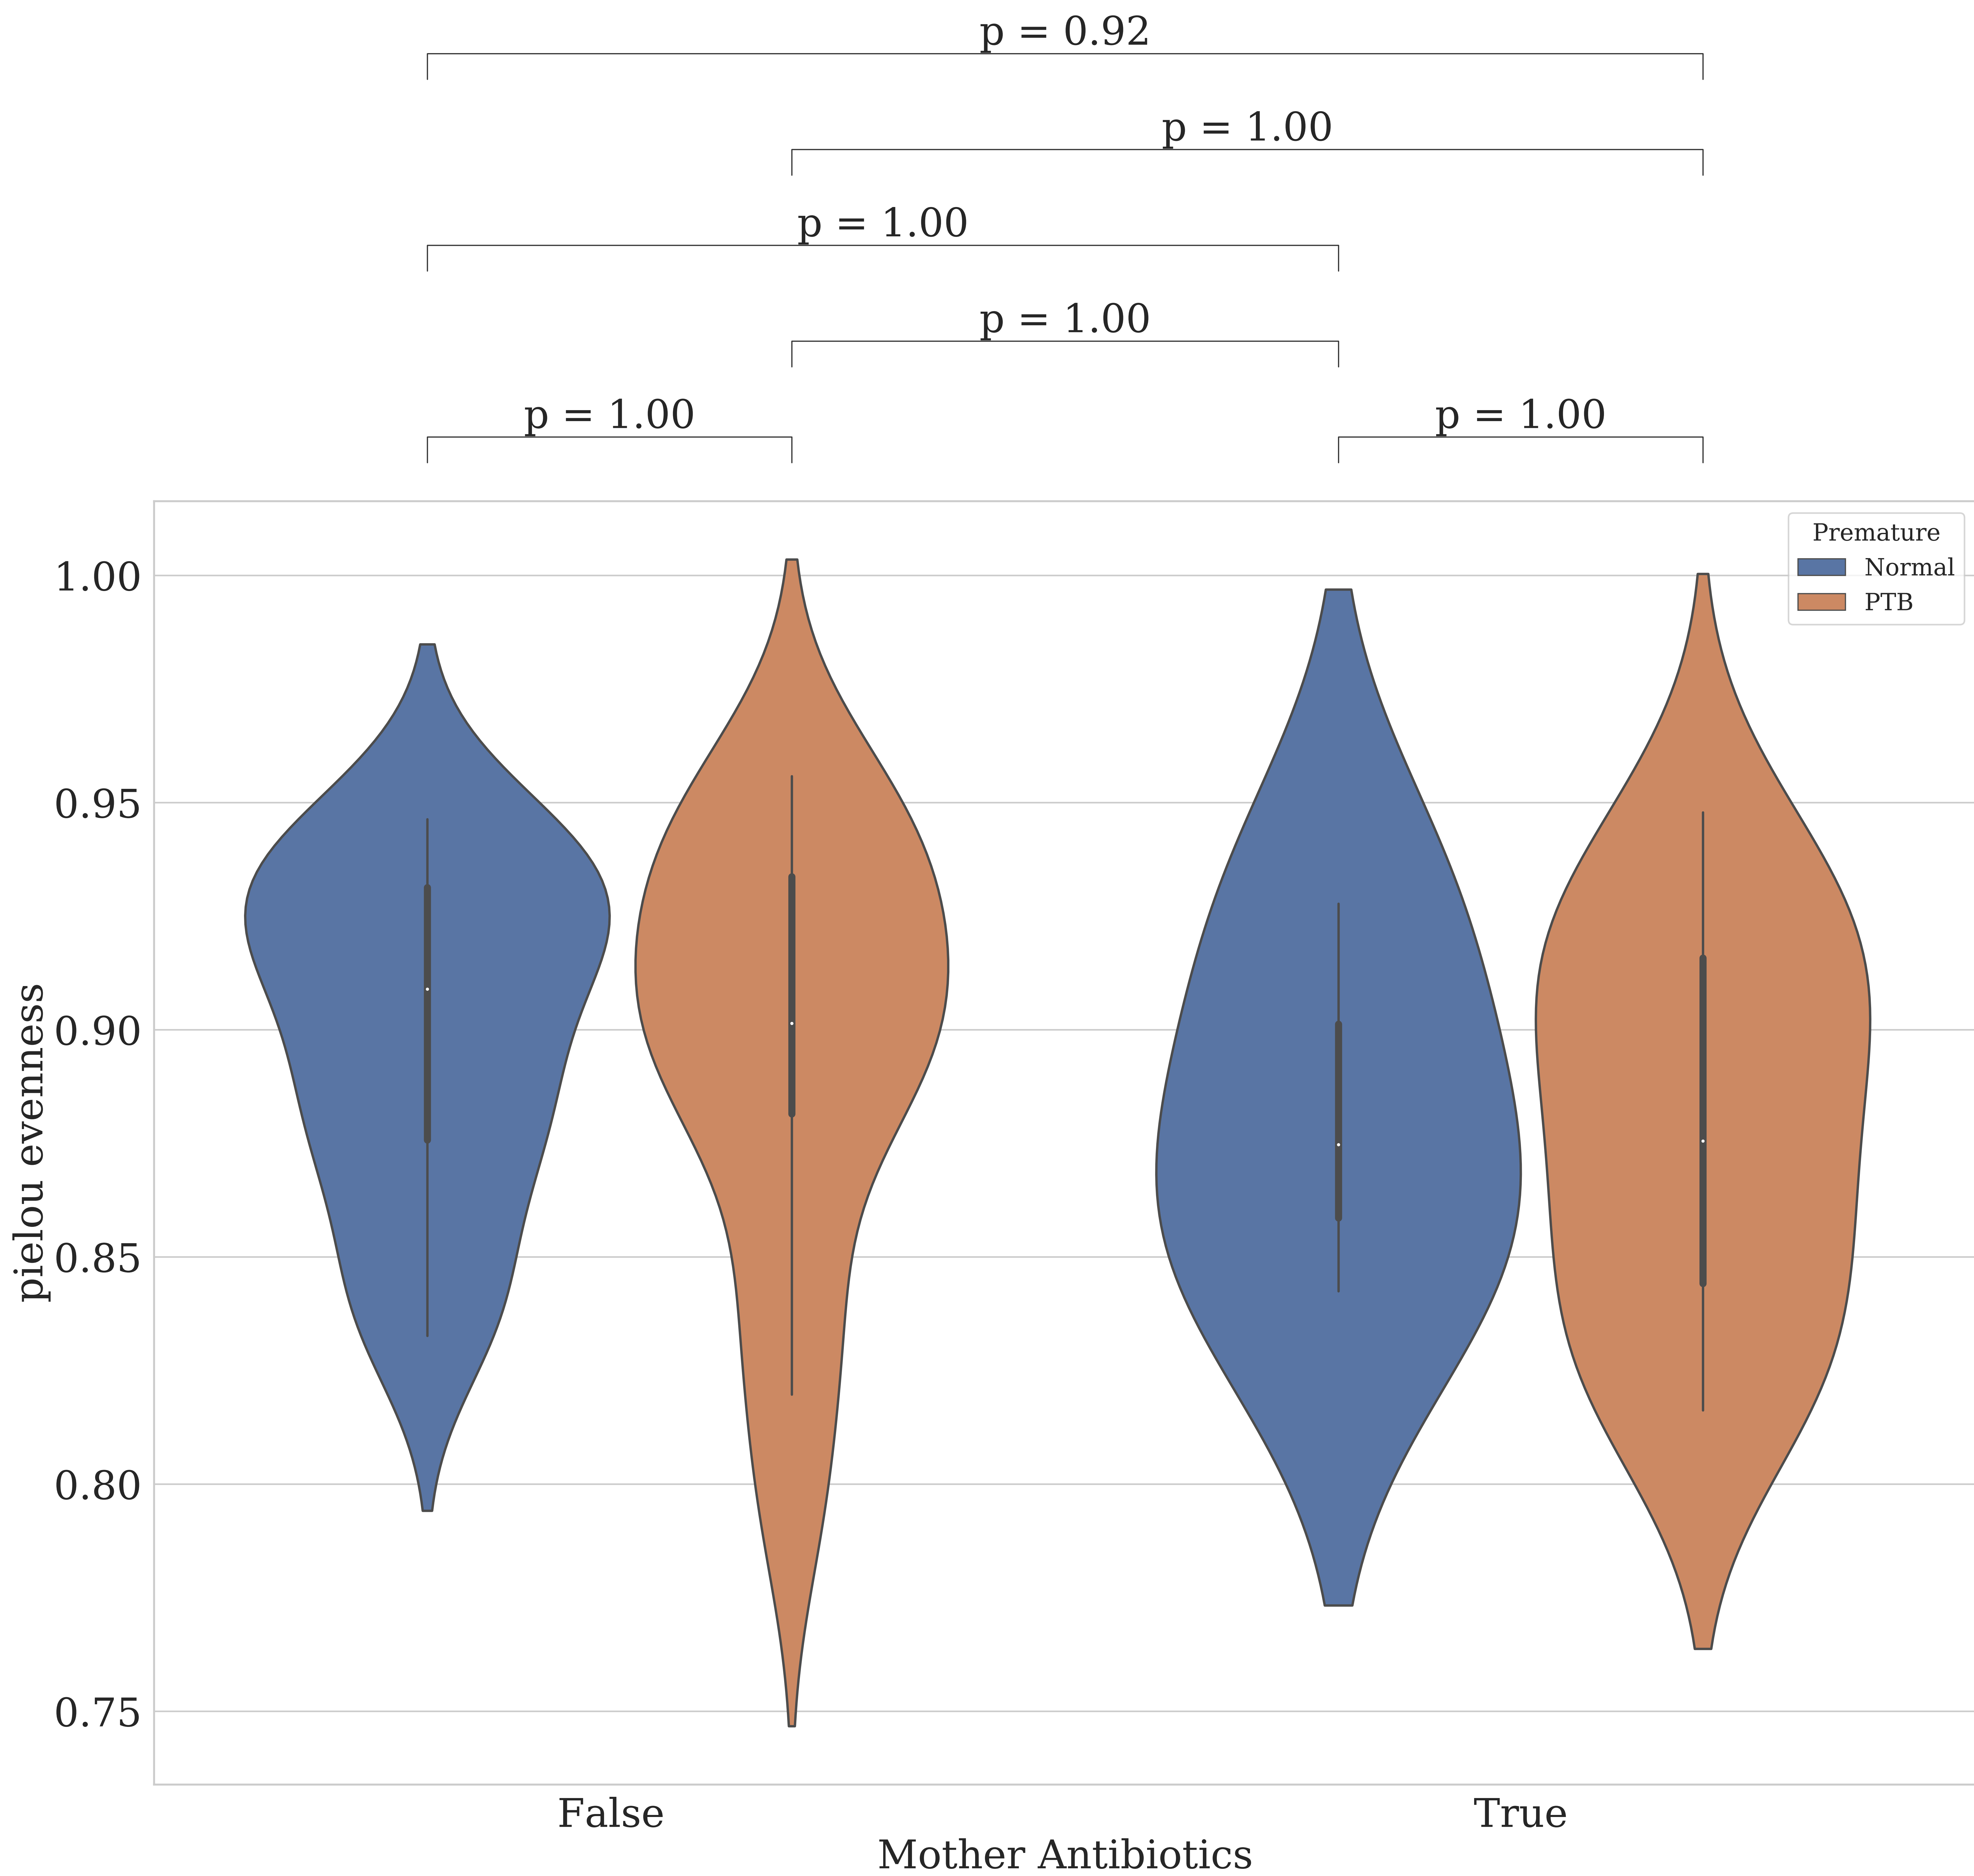 p = 0.92
p = 1.00
p = 1.00
p = 1.00
p = 1.00
p = 1.00
Premature
Normal
PTB
1.00
0.95
0.90
0.85
0.80
0.75
pielou evenness
False
True
Mother Antibiotics